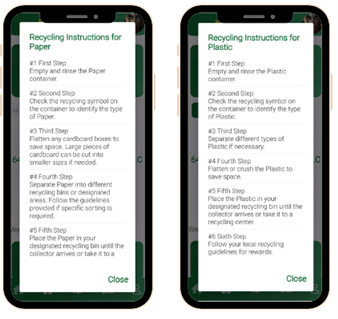 Recycling Instructions for
Paper
#1 First Step
Empty and rinse the Paper
container.
#2 Second Step
Check the recycling symbol on
the container to identify the type
of Paper.
#3 Third Step
Flatten any cardboard boxes to
save space. Large pieces of
cardboard can be cut into
smaller sizes if needed.
#4 Fourth Step
Separate Paper into different
recycling bins or designated
areas. Follow the guidelines
provided if specific sorting is
required.
#5 Fifth Step
Place the Paper in your
designated recycling bin until the
collector arrives or take it to a
Close
Recycling Instructions for
Plastic
#1 First Step
Empty and rinse the Plastic
container.
#2 Second Step
Check the recycling symbol on
the container to identify the type
of Plastic.
#3 Third Step
Separate different types of
Plastic if necessary.
#4 Fourth Step
Flatten or crush the Plastic to
save space.
#5 Fifth Step
Place the Plastic in your
designated recycling bin until the
collector arrives or take it to a
recycling center.
#6 Sixth Step
Follow your local recycling
guidelines for rewards.
Close